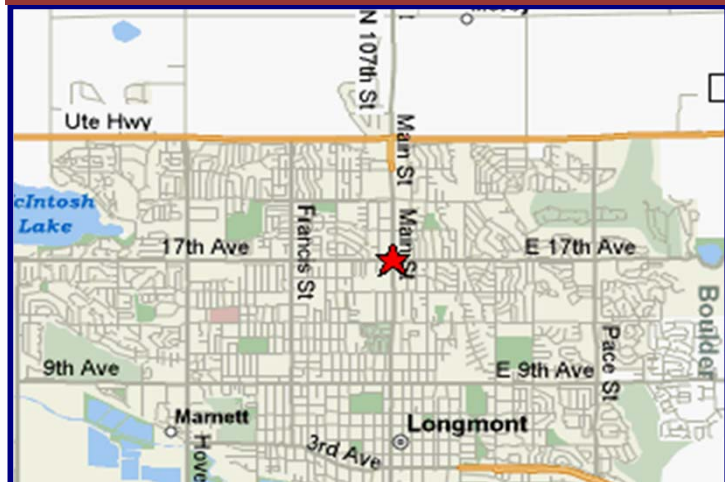 N 107th St
Ute Hwy
Main St
cIntosh
Lake
Francis St
Main St
17th Ave
E 17th Ave
Boulder
Pace St
9th Ave
E 9th Ave
Marnett
Longmont
Hove
3rd Ave